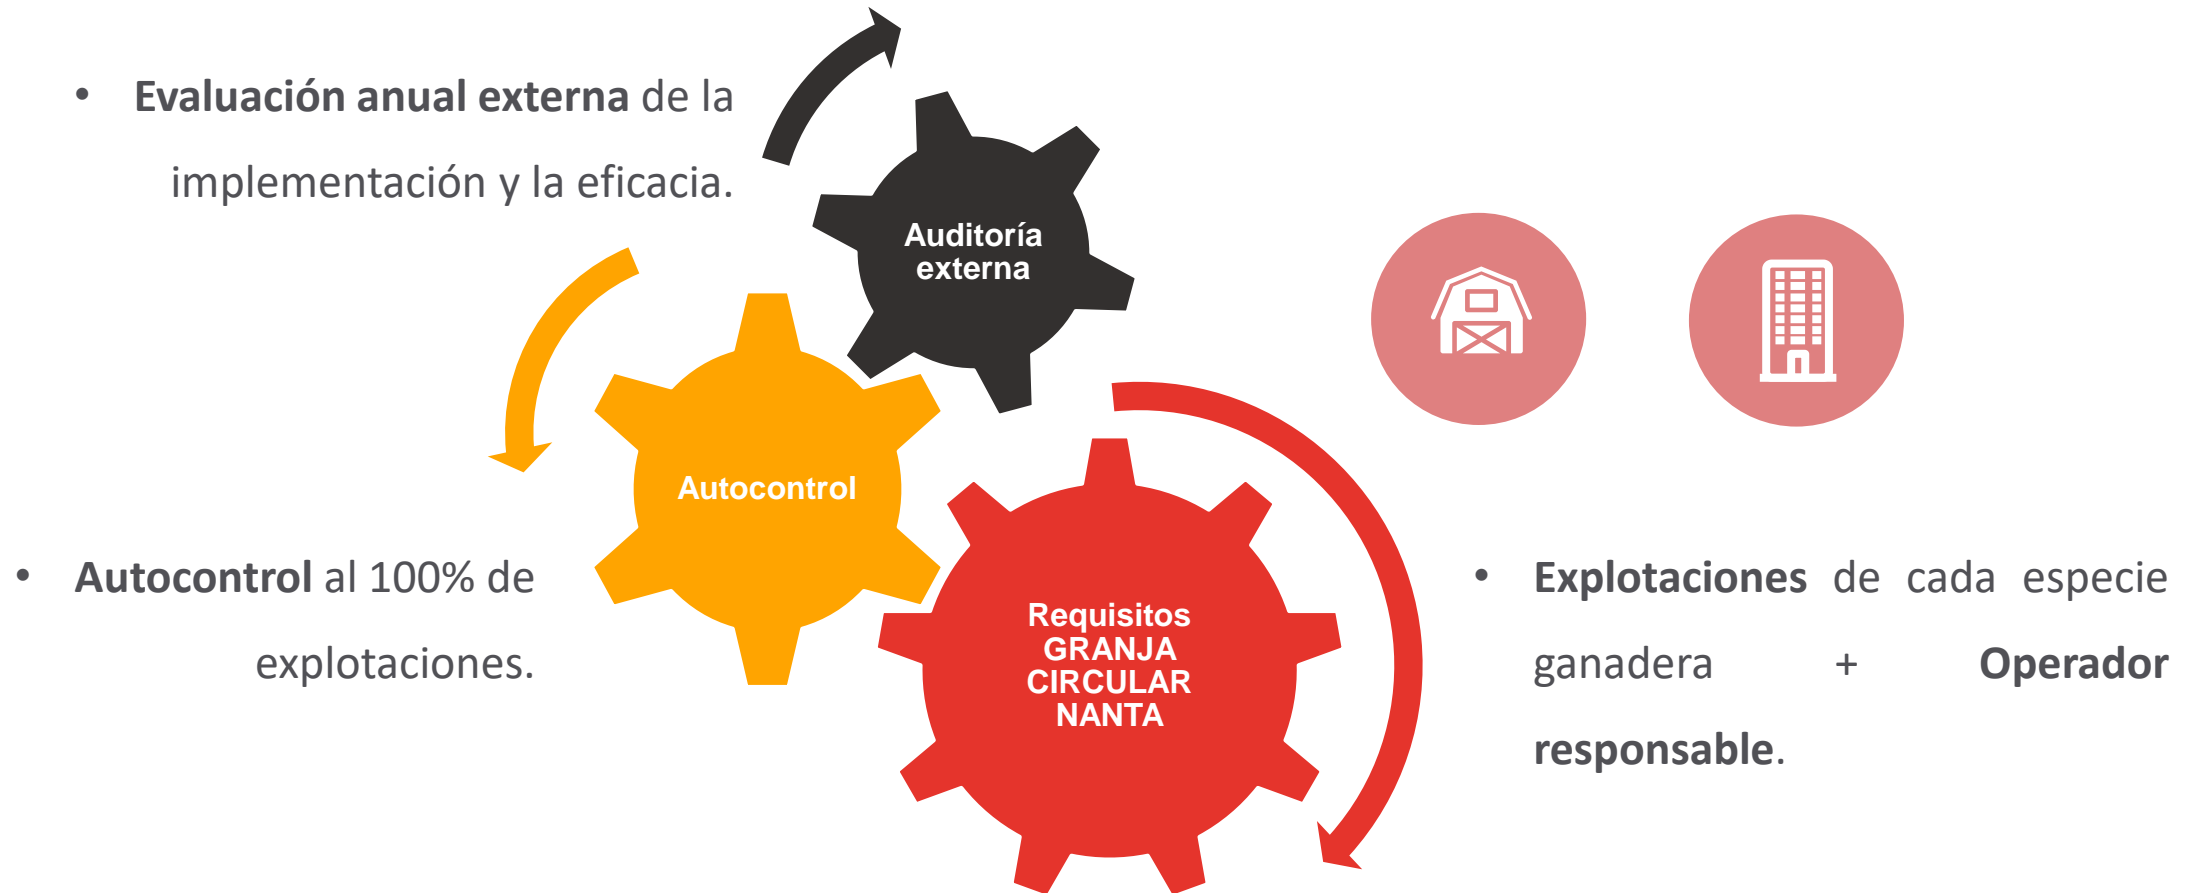 • Evaluación anual externa de la
implementación y la eficacia.
Auditoría
externa
Autocontrol
• Autocontrol al 100% de
explotaciones.
Requisitos
GRANJA
CIRCULAR
NANTA
• Explotaciones de cada especie
ganadera + Operador
responsable.